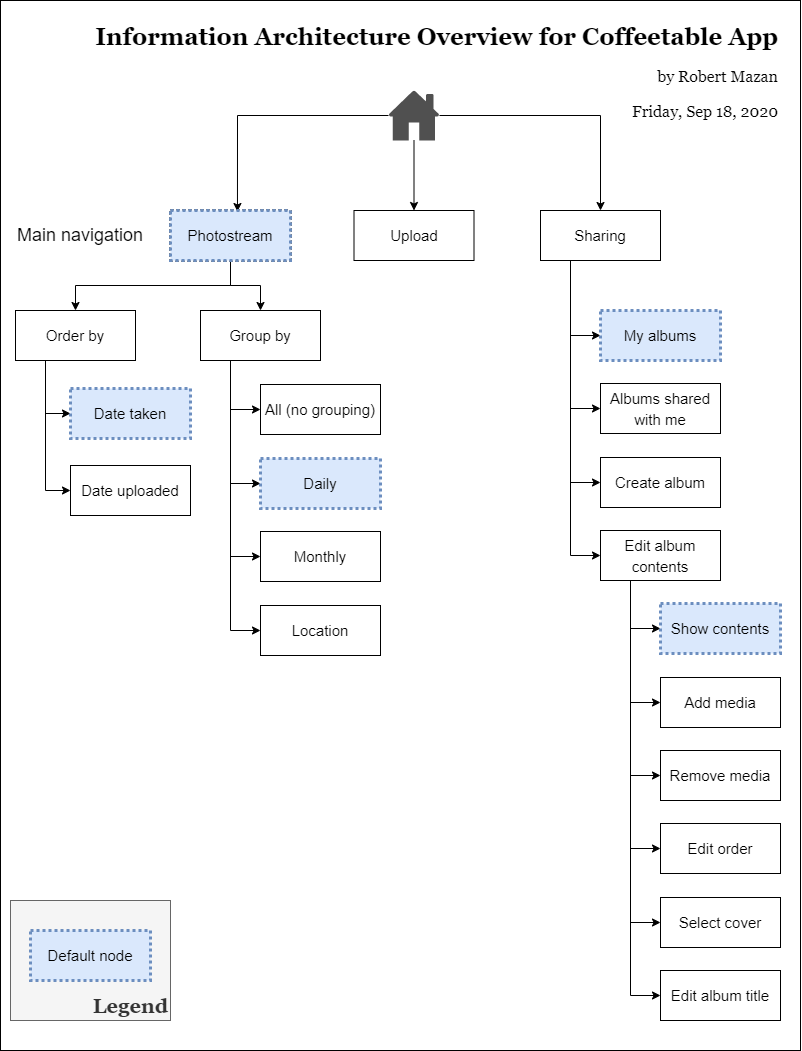 Information Architecture Overview for Coffeetable App
by Robert Mazan
Friday, Sep 18, 2020
Main navigation
Photostream
Upload
Sharing
Order by
Group by
Date taken
Date uploaded
All (no grouping)
Daily
Monthly
Location
My albums
Albums shared
with me
Create album
Edit album
contents
Show contents
Add media
Remove media
Edit order
Select cover
Edit album title
Default node
Legend